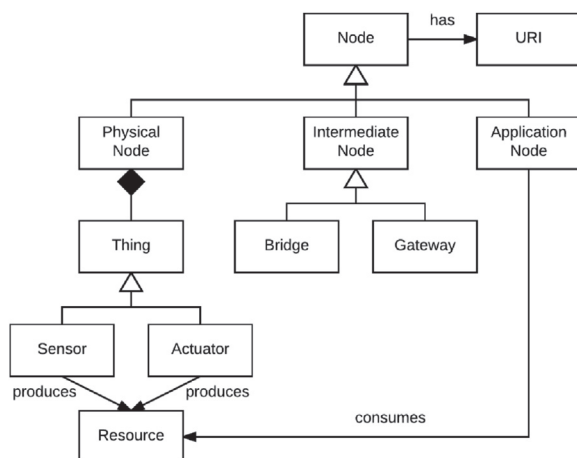 has
Node
URI
Physical
Node
Intermediate
Node
Application
Node
Thing
Bridge
Gateway
Sensor
Actuator
produces
produces
consumes
Resource